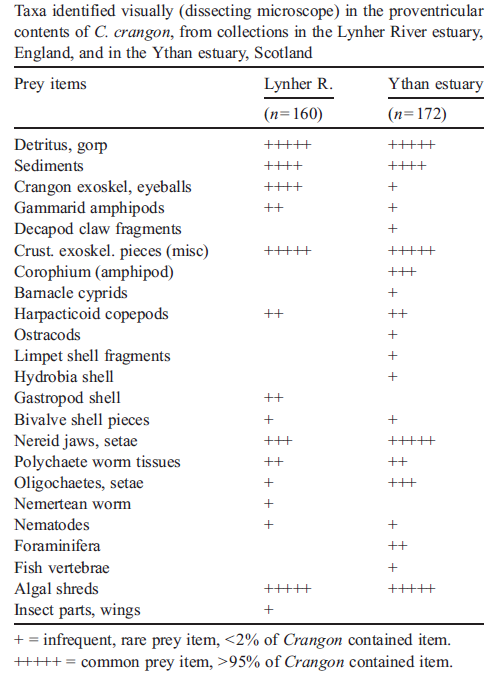 Taxa identified visually (dissecting microscope) in the proventricular
contents of C. crangon, from collections in the Lynher River estuary,
England, and in the Ythan estuary, Scotland
Prey items Lynher R. Ythan estuary
(n=160) (n=172)
Detritus, gorp +++++ +++++
Sediments ++++ ++++
Crangon exoskel, eyeballs ++++ +
Gammarid amphipods ++ +
Decapod claw fragments +
Crust. exoskel. pieces (misc) +++++ +++++
Corophium (amphipod) +++
Barnacle cyprids +
Harpacticoid copepods ++ ++
Ostracods +
Limpet shell fragments +
Hydrobia shell +
Gastropod shell ++
Bivalve shell pieces + +
Nereid jaws, setae +++ +++++
Polychaete worm tissues ++ ++
Oligochaetes, setae + +++
Nemertean worm +
Nematodes + +
Foraminifera ++
Fish vertebrae +
Algal shreds +++++ +++++
Insect parts, wings +
+ = infrequent, rare prey item, <2% of Crangon contained item.
+++++ = common prey item, >95% of Crangon contained item.